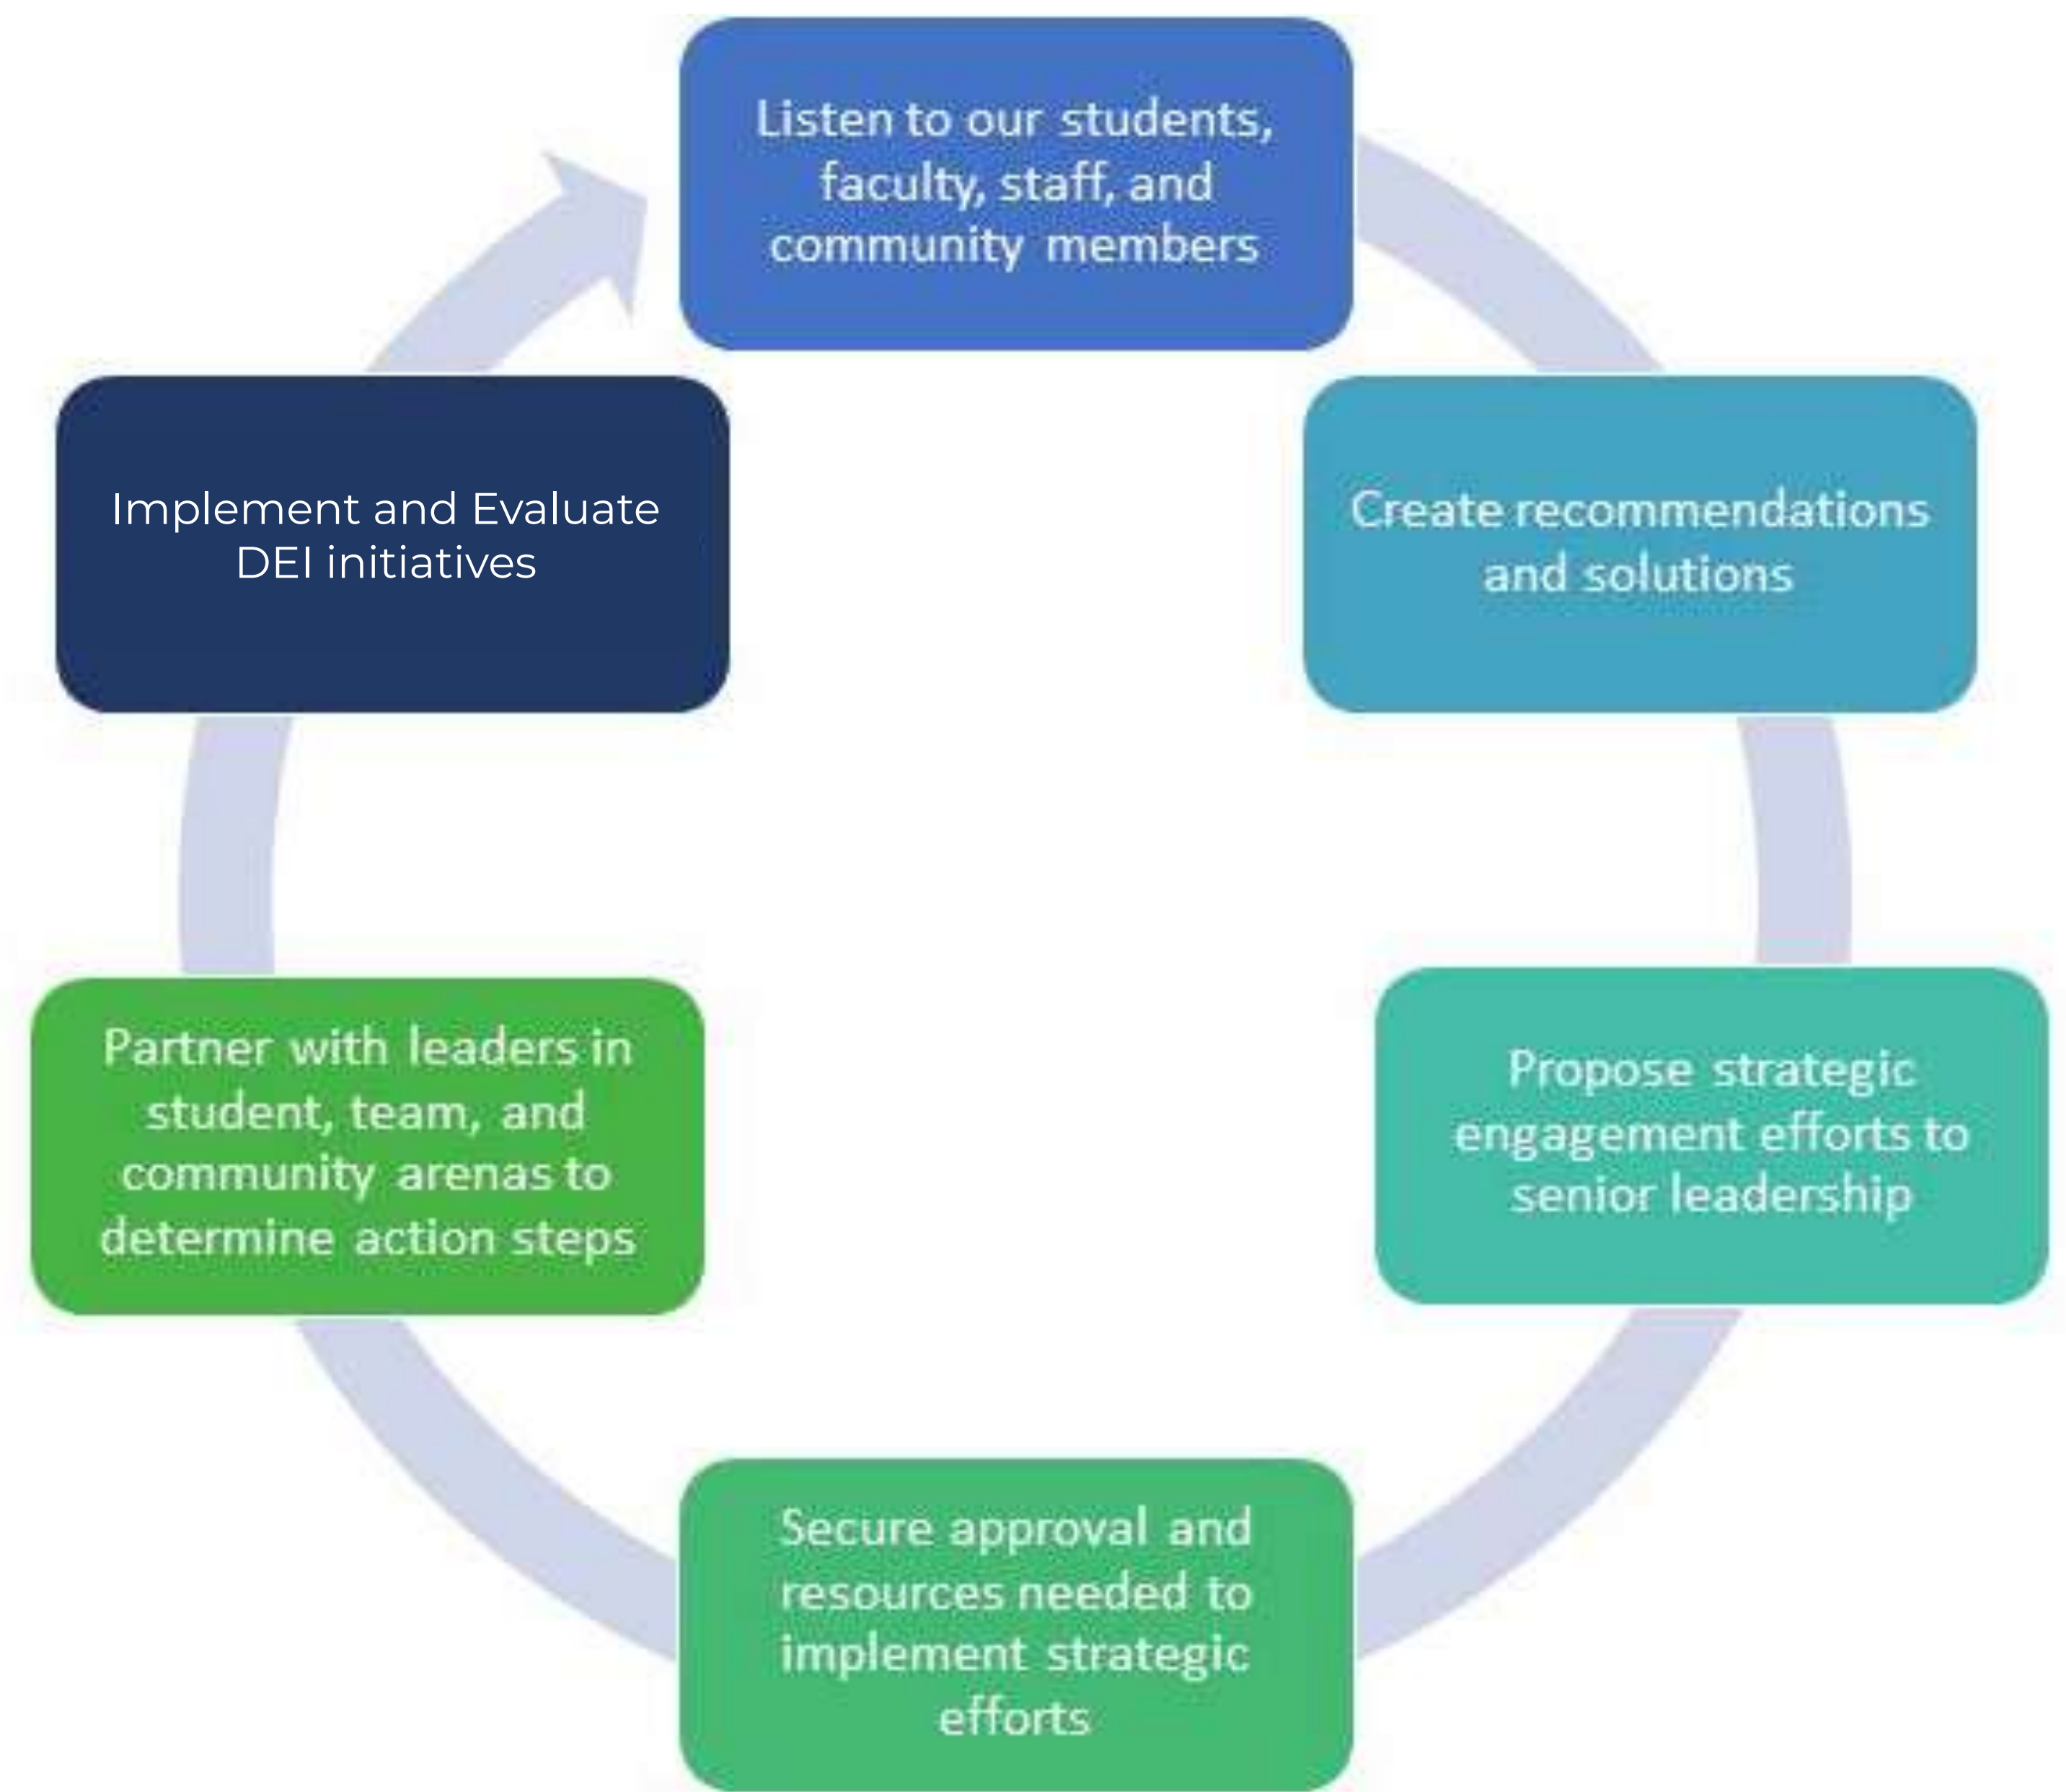 Listen to our students,
faculty, staff, and
community members
Create recommendations
and solutions
Propose strategic
engagement efforts to
senior leadership
Secure approval and
resources needed to
implement strategic
efforts
Partner with leaders in
student, team, and
community arenas to
determine action steps
Implement and Evaluate
DEI initiatives